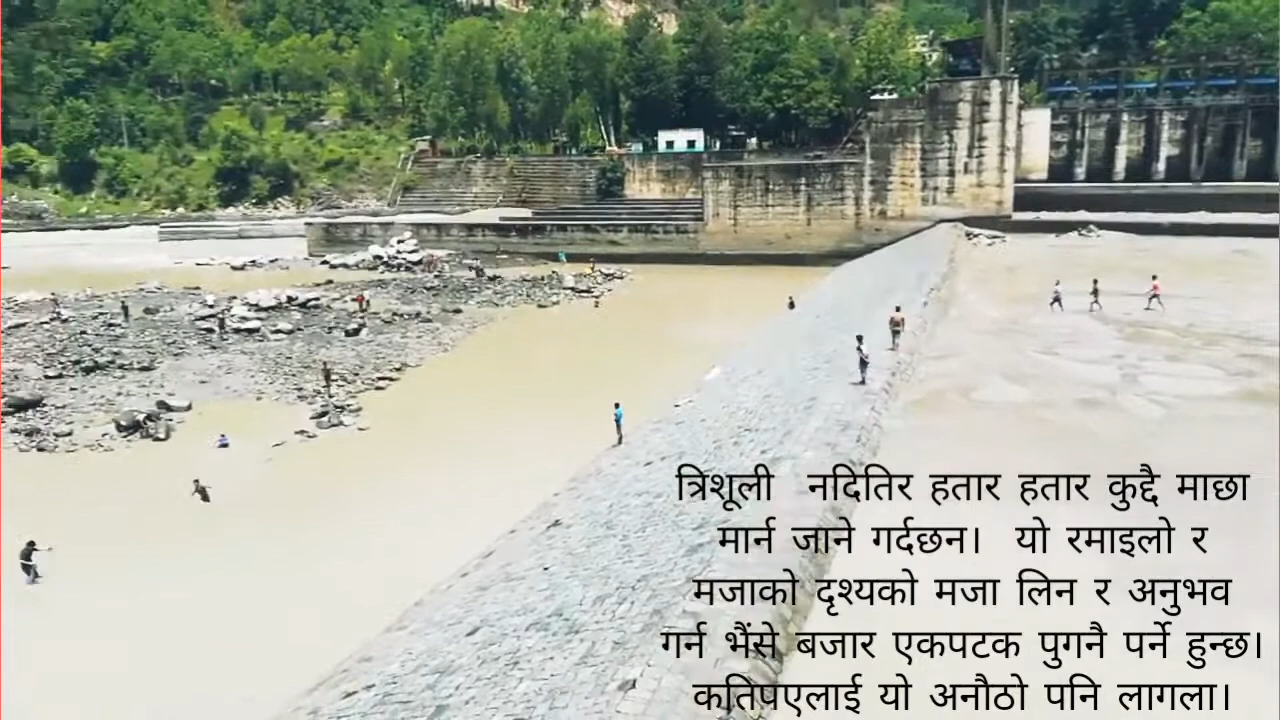 त्रिशूली नदितिर हतार हतार कुद्दै माछा
मार्न जाने गर्दछन। यो रमाइलो र
मजाको दृश्यको मजा लिन र अनुभव
गर्न भैंसे बजार एकपटक पुगनै पर्ने हुन्छ।
कतिपएलाई यो अनौठो पनि लागला।